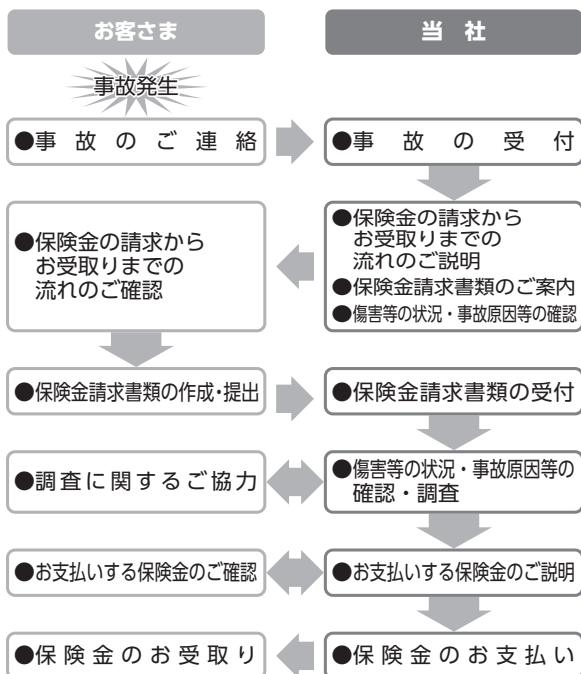 お客さま
当社
事故発生
●事故のご連絡
●事故の受付
●保険金の請求から
お受取りまでの
流れのご説明
●保険金請求書類のご案内
●傷害等の状況・事故原因等の確認
●保険金の請求から
お受取りまでの
流れのご確認
●保険金請求書類の作成・提出
●保険金請求書類の受付
●調査に関するご協力
●傷害等の状況・事故原因等の
確認・調査
●お支払いする保険金のご確認
●お支払いする保険金のご説明
●保険金のお受取り
●保険金のお支払い